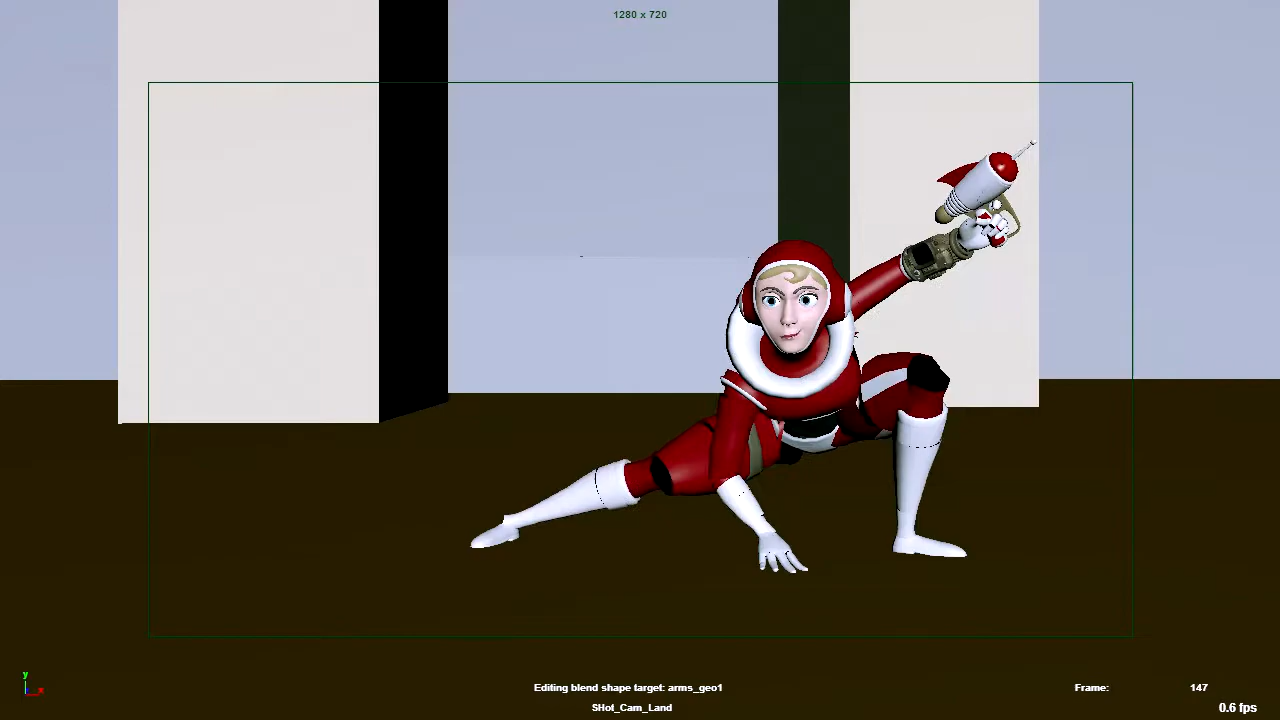 1280 x 720
Editing blend shape target: arms_geo1
Frame: 147
SHot_Cam_Land
0.6 fps
y
x